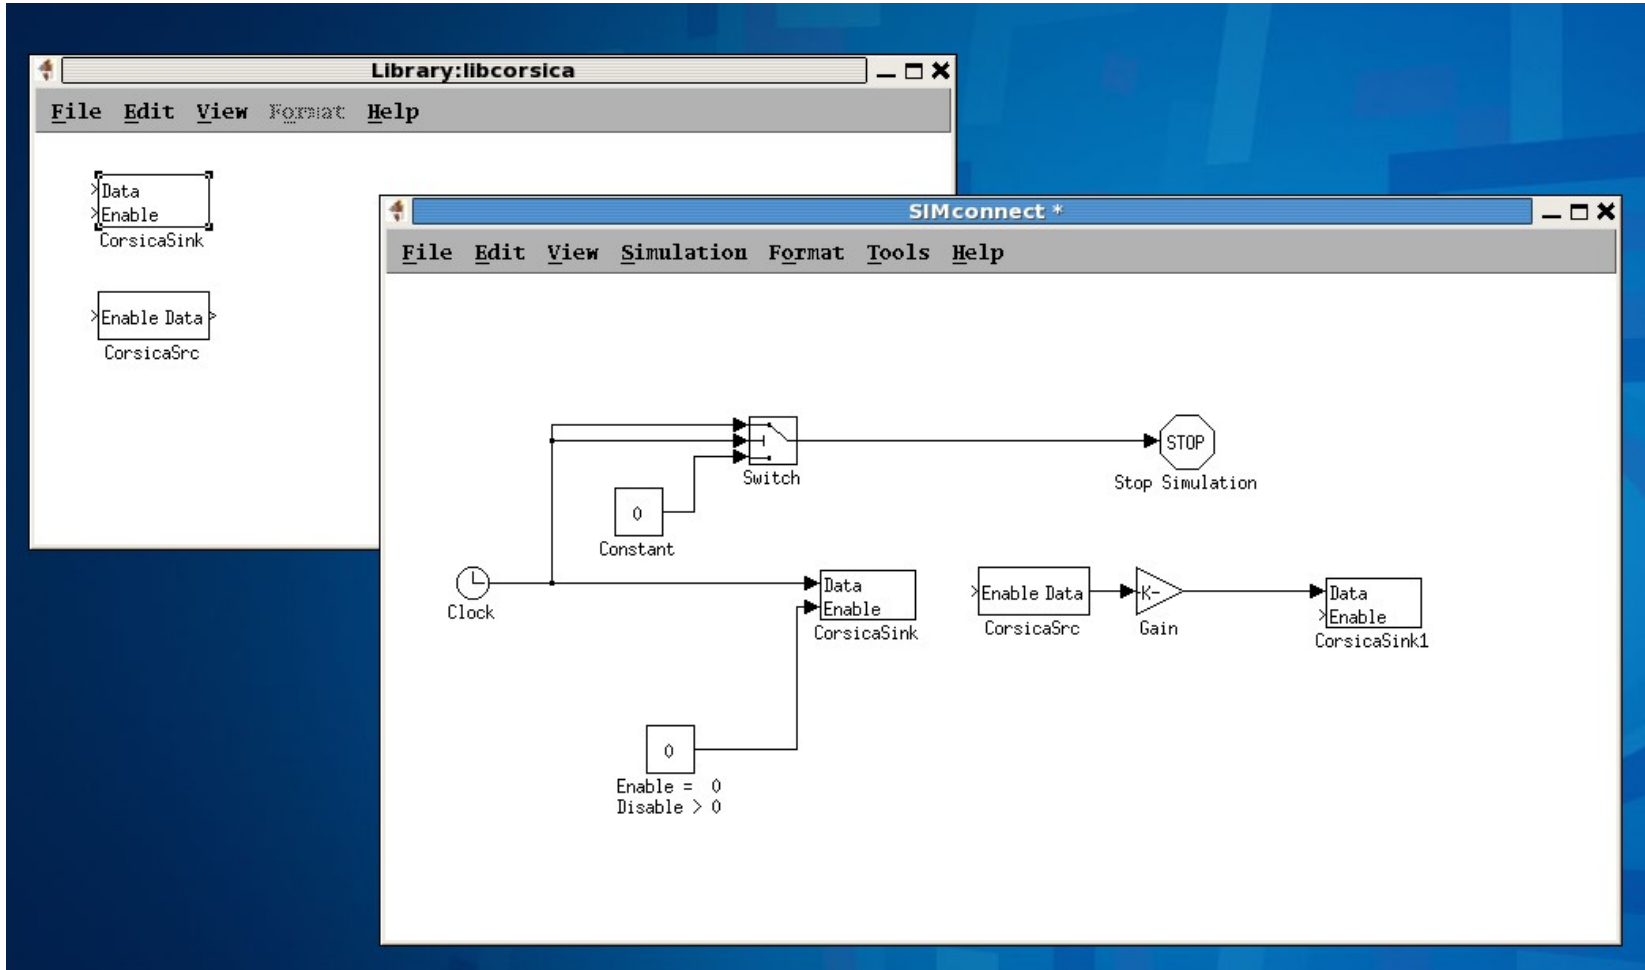 Library:libcorsica
File Edit View Format Help
Data
Enable
CorsicaSink
Enable Data
CorsicaSrc
SIMconnect *
File Edit View Simulation Format Tools Help
Switch
STOP
Stop Simulation
0
Constant
Clock
Data
Enable
CorsicaSink
Enable Data
CorsicaSrc
-K-
Gain
Data
Enable
CorsicaSink1
0
Enable = 0
Disable > 0